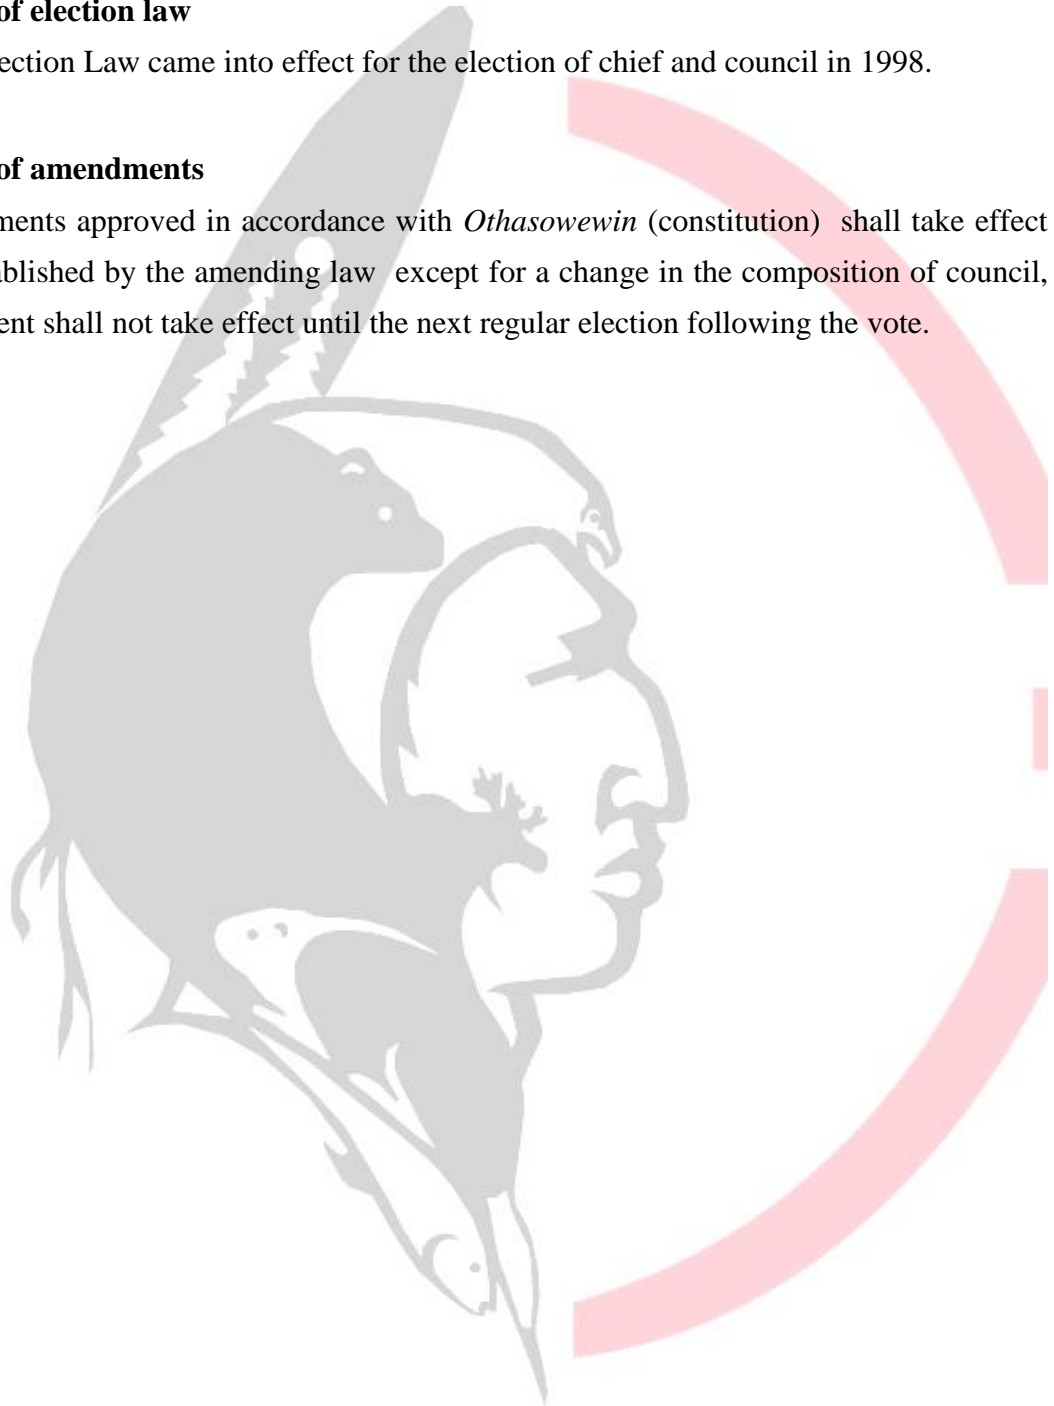 of election law
ection Law came into effect for the election of chief and council in 1998.
of amendments
ments approved in accordance with Othasowewin (constitution) shall take effect
ablished by the amending law except for a change in the composition of council,
ent shall not take effect until the next regular election following the vote.